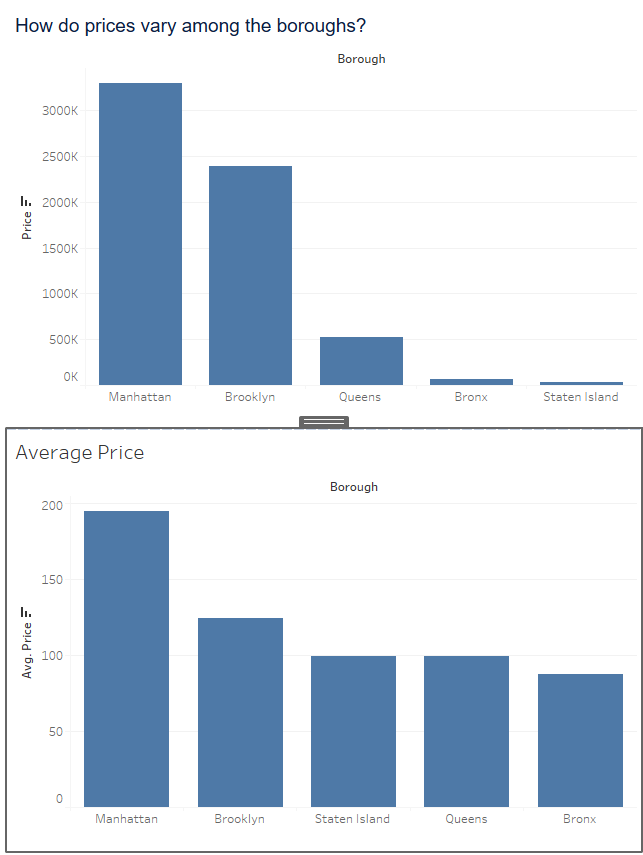 How do prices vary among the boroughs?
Borough
3000K
2500K
2000K
1500K
1000K
500K
0K
Price
Manhattan Brooklyn Queens Bronx Staten Island
Average Price
Borough
200
150
100
50
0
Avg. Price
Manhattan Brooklyn Staten Island Queens Bronx